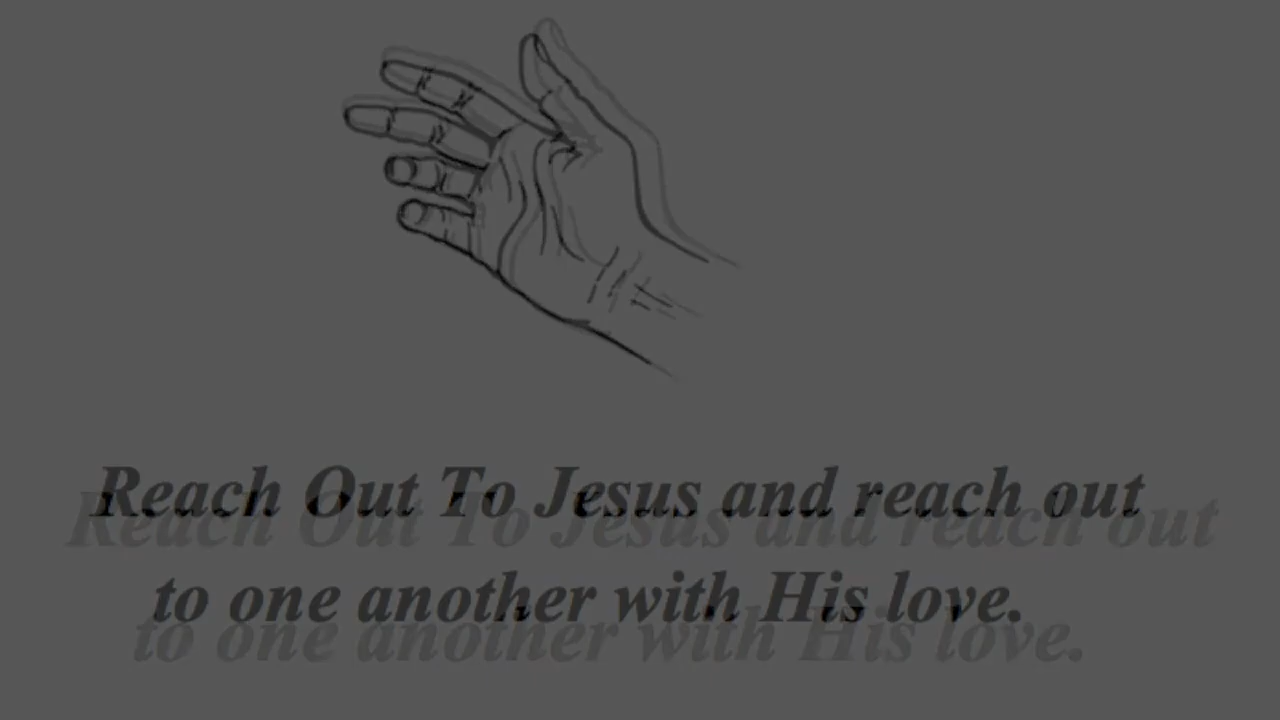 Reach Out To Jesus and reach out
to one another with His love.